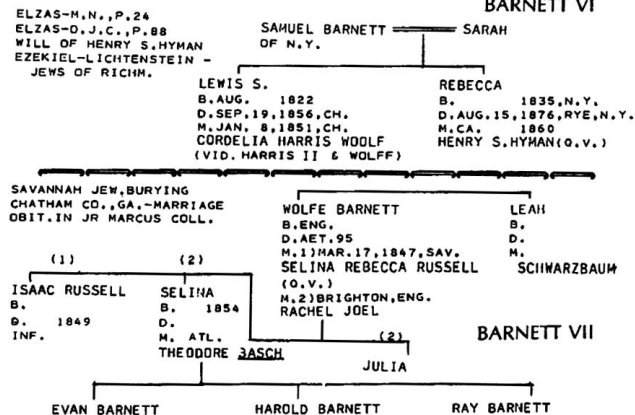 BARNETT VI
ELZAS-M.N.,P.24
ELZAS-O.J.C.,P.88
WILL OF HENRY S.HYMAN
EZEKIEL-LICHTENSTEIN -
JEWS OF RICHM.
SAMUEL BARNETT SARAH
OF N.Y.
LEWIS S.
B.AUG. 1822
D.SEP.19,1856,CH.
M.JAN. 8,1851,CH.
CORDELIA HARRIS WOOLF
(VID. HARRIS II & WOLFF)
REBECCA
B. 1835,N.Y.
D.AUG.15,1876,RYE,N.Y.
M.CA. 1860
HENRY S.HYMAN(Q.V.)
SAVANNAH JEW,BURYING
CHATHAM CO.,GA.-MARRIAGE
OBIT.IN JR MARCUS COLL.
WOLFE BARNETT
B.ENG.
D.AET.95
M.1)MAR.17,1847,SAV.
SELINA REBECCA RUSSELL
(Q.V.)
M.2)BRIGHTON,ENG.
RACHEL JOEL
LEAH
B.
D.
M.
SCHWARZBAUM
(1) (2)
ISAAC RUSSELL
B.
D. 1849
INF.
SELINA
B. 1854
D.
M. ATL.
THEODORE BASCH
(2)
JULIA
BARNETT VII
EVAN BARNETT HAROLD BARNETT RAY BARNETT